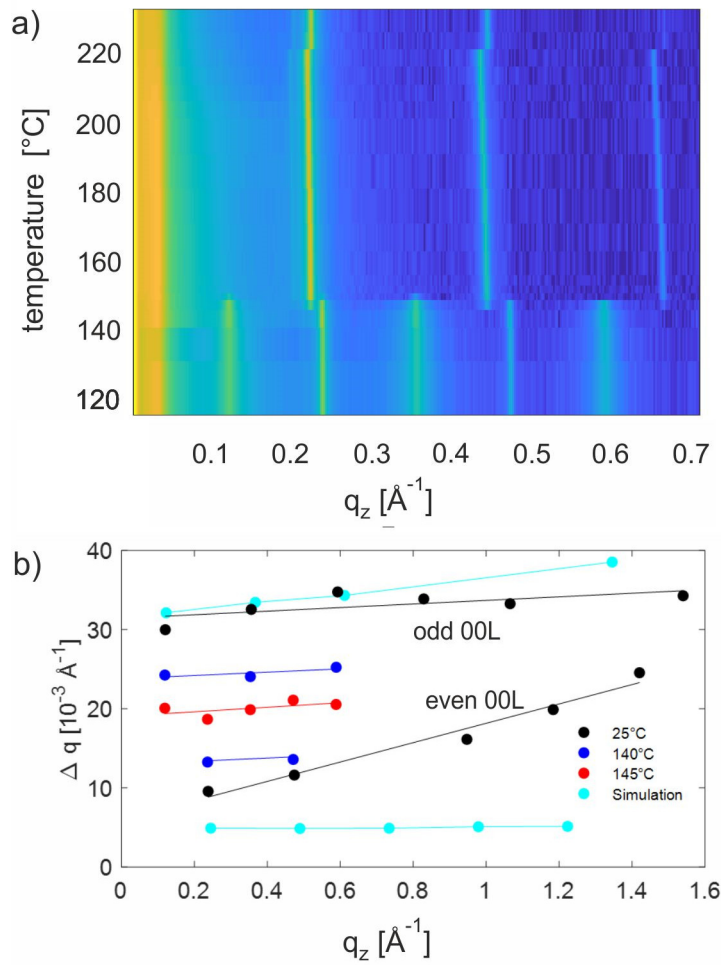 a)
220
200
180
160
140
120
temperature [°C]
0.1 0.2 0.3 0.4 0.5 0.6 0.7
q_z [Å^-1]
b)
40
30
20
10
0
Δ q [10^-3 Å^-1]
odd 00L
even 00L
25°C
140°C
145°C
Simulation
0 0.2 0.4 0.6 0.8 1 1.2 1.4 1.6
q_z [Å^-1]